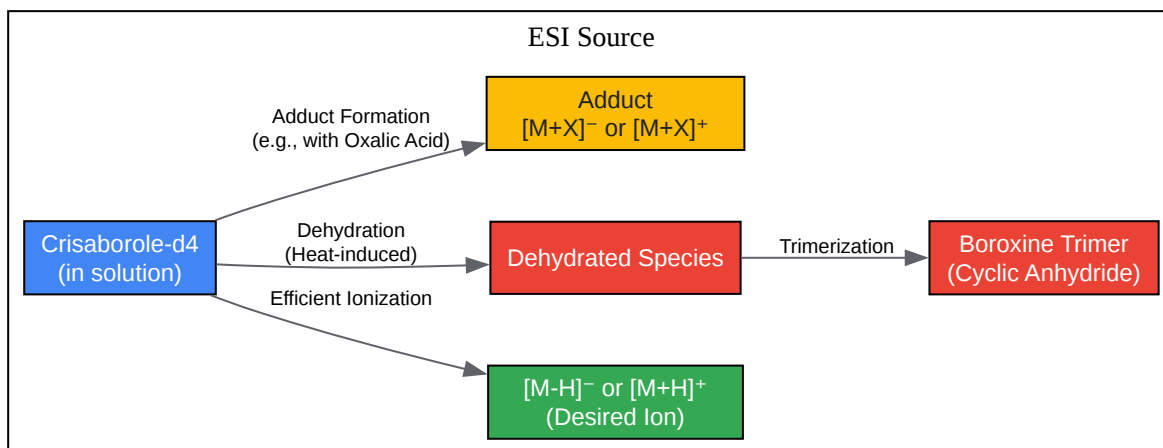 ESI Source
Adduct Formation
(e.g., with Oxalic Acid)
Adduct
[M+X]⁻ or [M+X]⁺
Crisaborole-d4
(in solution)
Dehydration
(Heat-induced)
Dehydrated Species
Trimerization
Boroxine Trimer
(Cyclic Anhydride)
Efficient Ionization
[M-H]⁻ or [M+H]⁺
(Desired Ion)